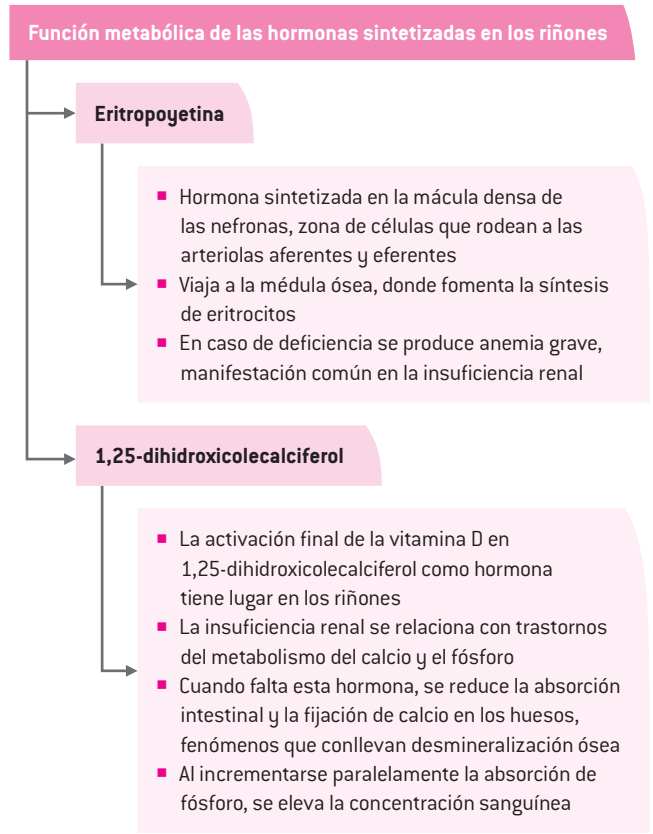 Función metabólica de las hormonas sintetizadas en los riñones
Eritropoyetina
▪ Hormona sintetizada en la mácula densa de
las nefronas, zona de células que rodean a las
arteriolas aferentes y eferentes
▪ Viaja a la médula ósea, donde fomenta la síntesis
de eritrocitos
▪ En caso de deficiencia se produce anemia grave,
manifestación común en la insuficiencia renal
1,25-dihidroxicolecalciferol
▪ La activación final de la vitamina D en
1,25-dihidroxicolecalciferol como hormona
tiene lugar en los riñones
▪ La insuficiencia renal se relaciona con trastornos
del metabolismo del calcio y el fósforo
▪ Cuando falta esta hormona, se reduce la absorción
intestinal y la fijación de calcio en los huesos,
fenómenos que conllevan desmineralización ósea
▪ Al incrementarse paralelamente la absorción de
fósforo, se eleva la concentración sanguínea